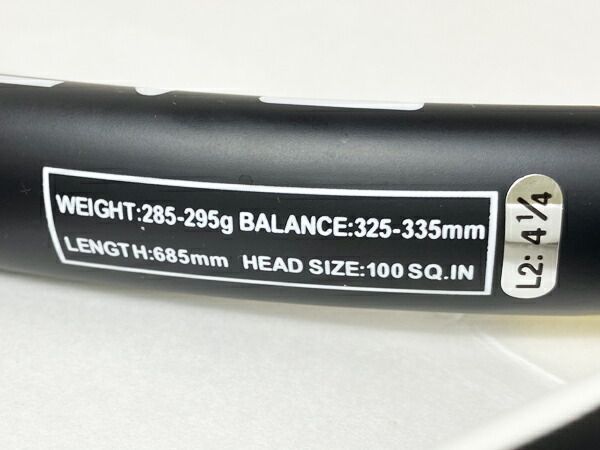 WEIGHT:285-295g BALANCE:325-335mm
LENGTH:685mm HEAD SIZE:100 SQ.IN
L2: 4 1/4